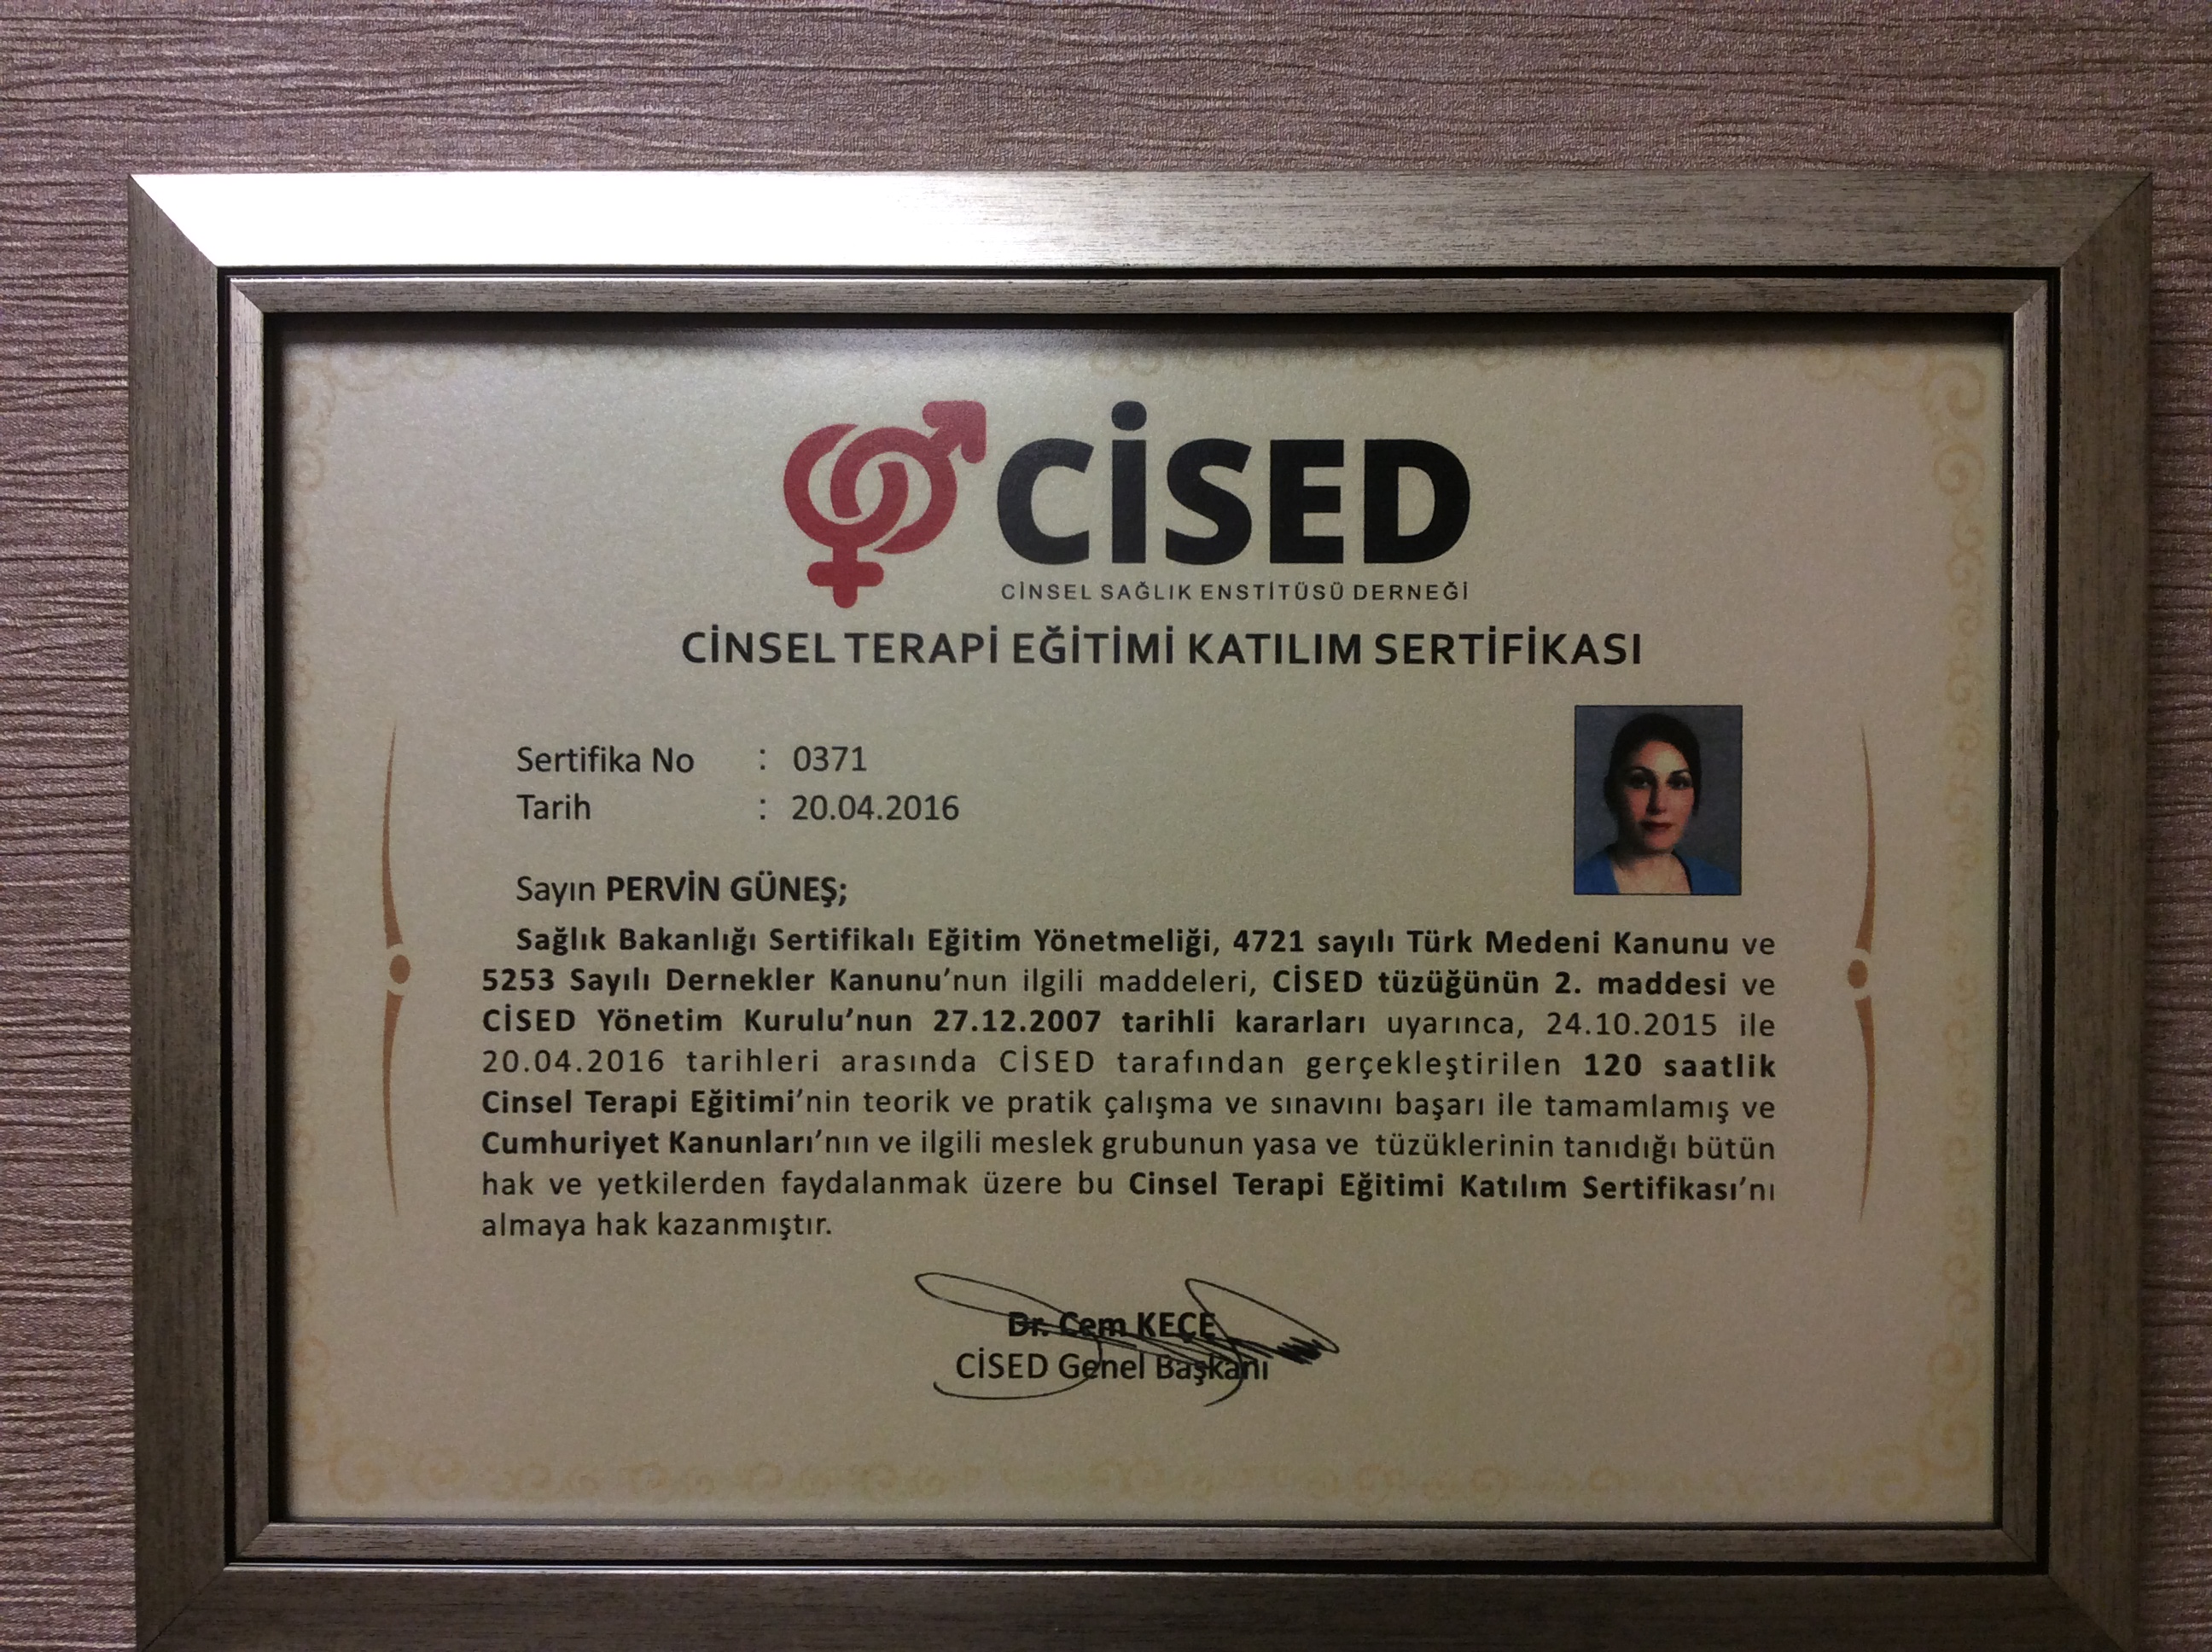 CİSED
CİNSEL SAĞLIK ENSTİTÜSÜ DERNEĞİ
CİNSEL TERAPİ EĞİTİMİ KATILIM SERTİFİKASI
Sertifika No : 0371
Tarih : 20.04.2016
Sayın PERVİN GÜNEŞ;
Sağlık Bakanlığı Sertifikalı Eğitim Yönetmeliği, 4721 sayılı Türk Medeni Kanunu ve
5253 Sayılı Dernekler Kanunu'nun ilgili maddeleri, CİSED tüzüğünün 2. maddesi ve
CİSED Yönetim Kurulu'nun 27.12.2007 tarihli kararları uyarınca, 24.10.2015 ile
20.04.2016 tarihleri arasında CİSED tarafından gerçekleştirilen 120 saatlik
Cinsel Terapi Eğitimi'nin teorik ve pratik çalışma ve sınavını başarı ile tamamlamış ve
Cumhuriyet Kanunları'nın ve ilgili meslek grubunun yasa ve tüzüklerinin tanıdığı bütün
hak ve yetkilerden faydalanmak üzere bu Cinsel Terapi Eğitimi Katılım Sertifikası'nı
almaya hak kazanmıştır.
Dr. Cem KEÇE
CİSED Genel Başkanı